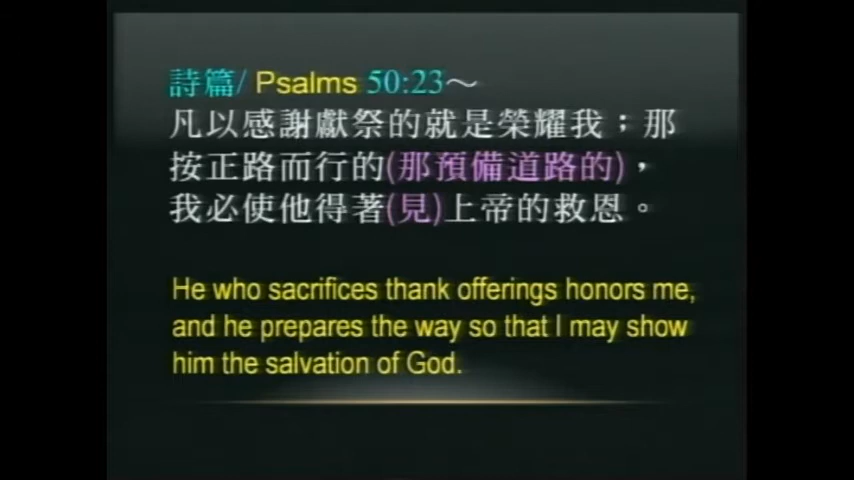 詩篇/ Psalms 50:23～
凡以感謝獻祭的就是榮耀我；那
按正路而行的(那預備道路的)，
我必使他得著(見)上帝的救恩。
He who sacrifices thank offerings honors me,
and he prepares the way so that I may show
him the salvation of God.